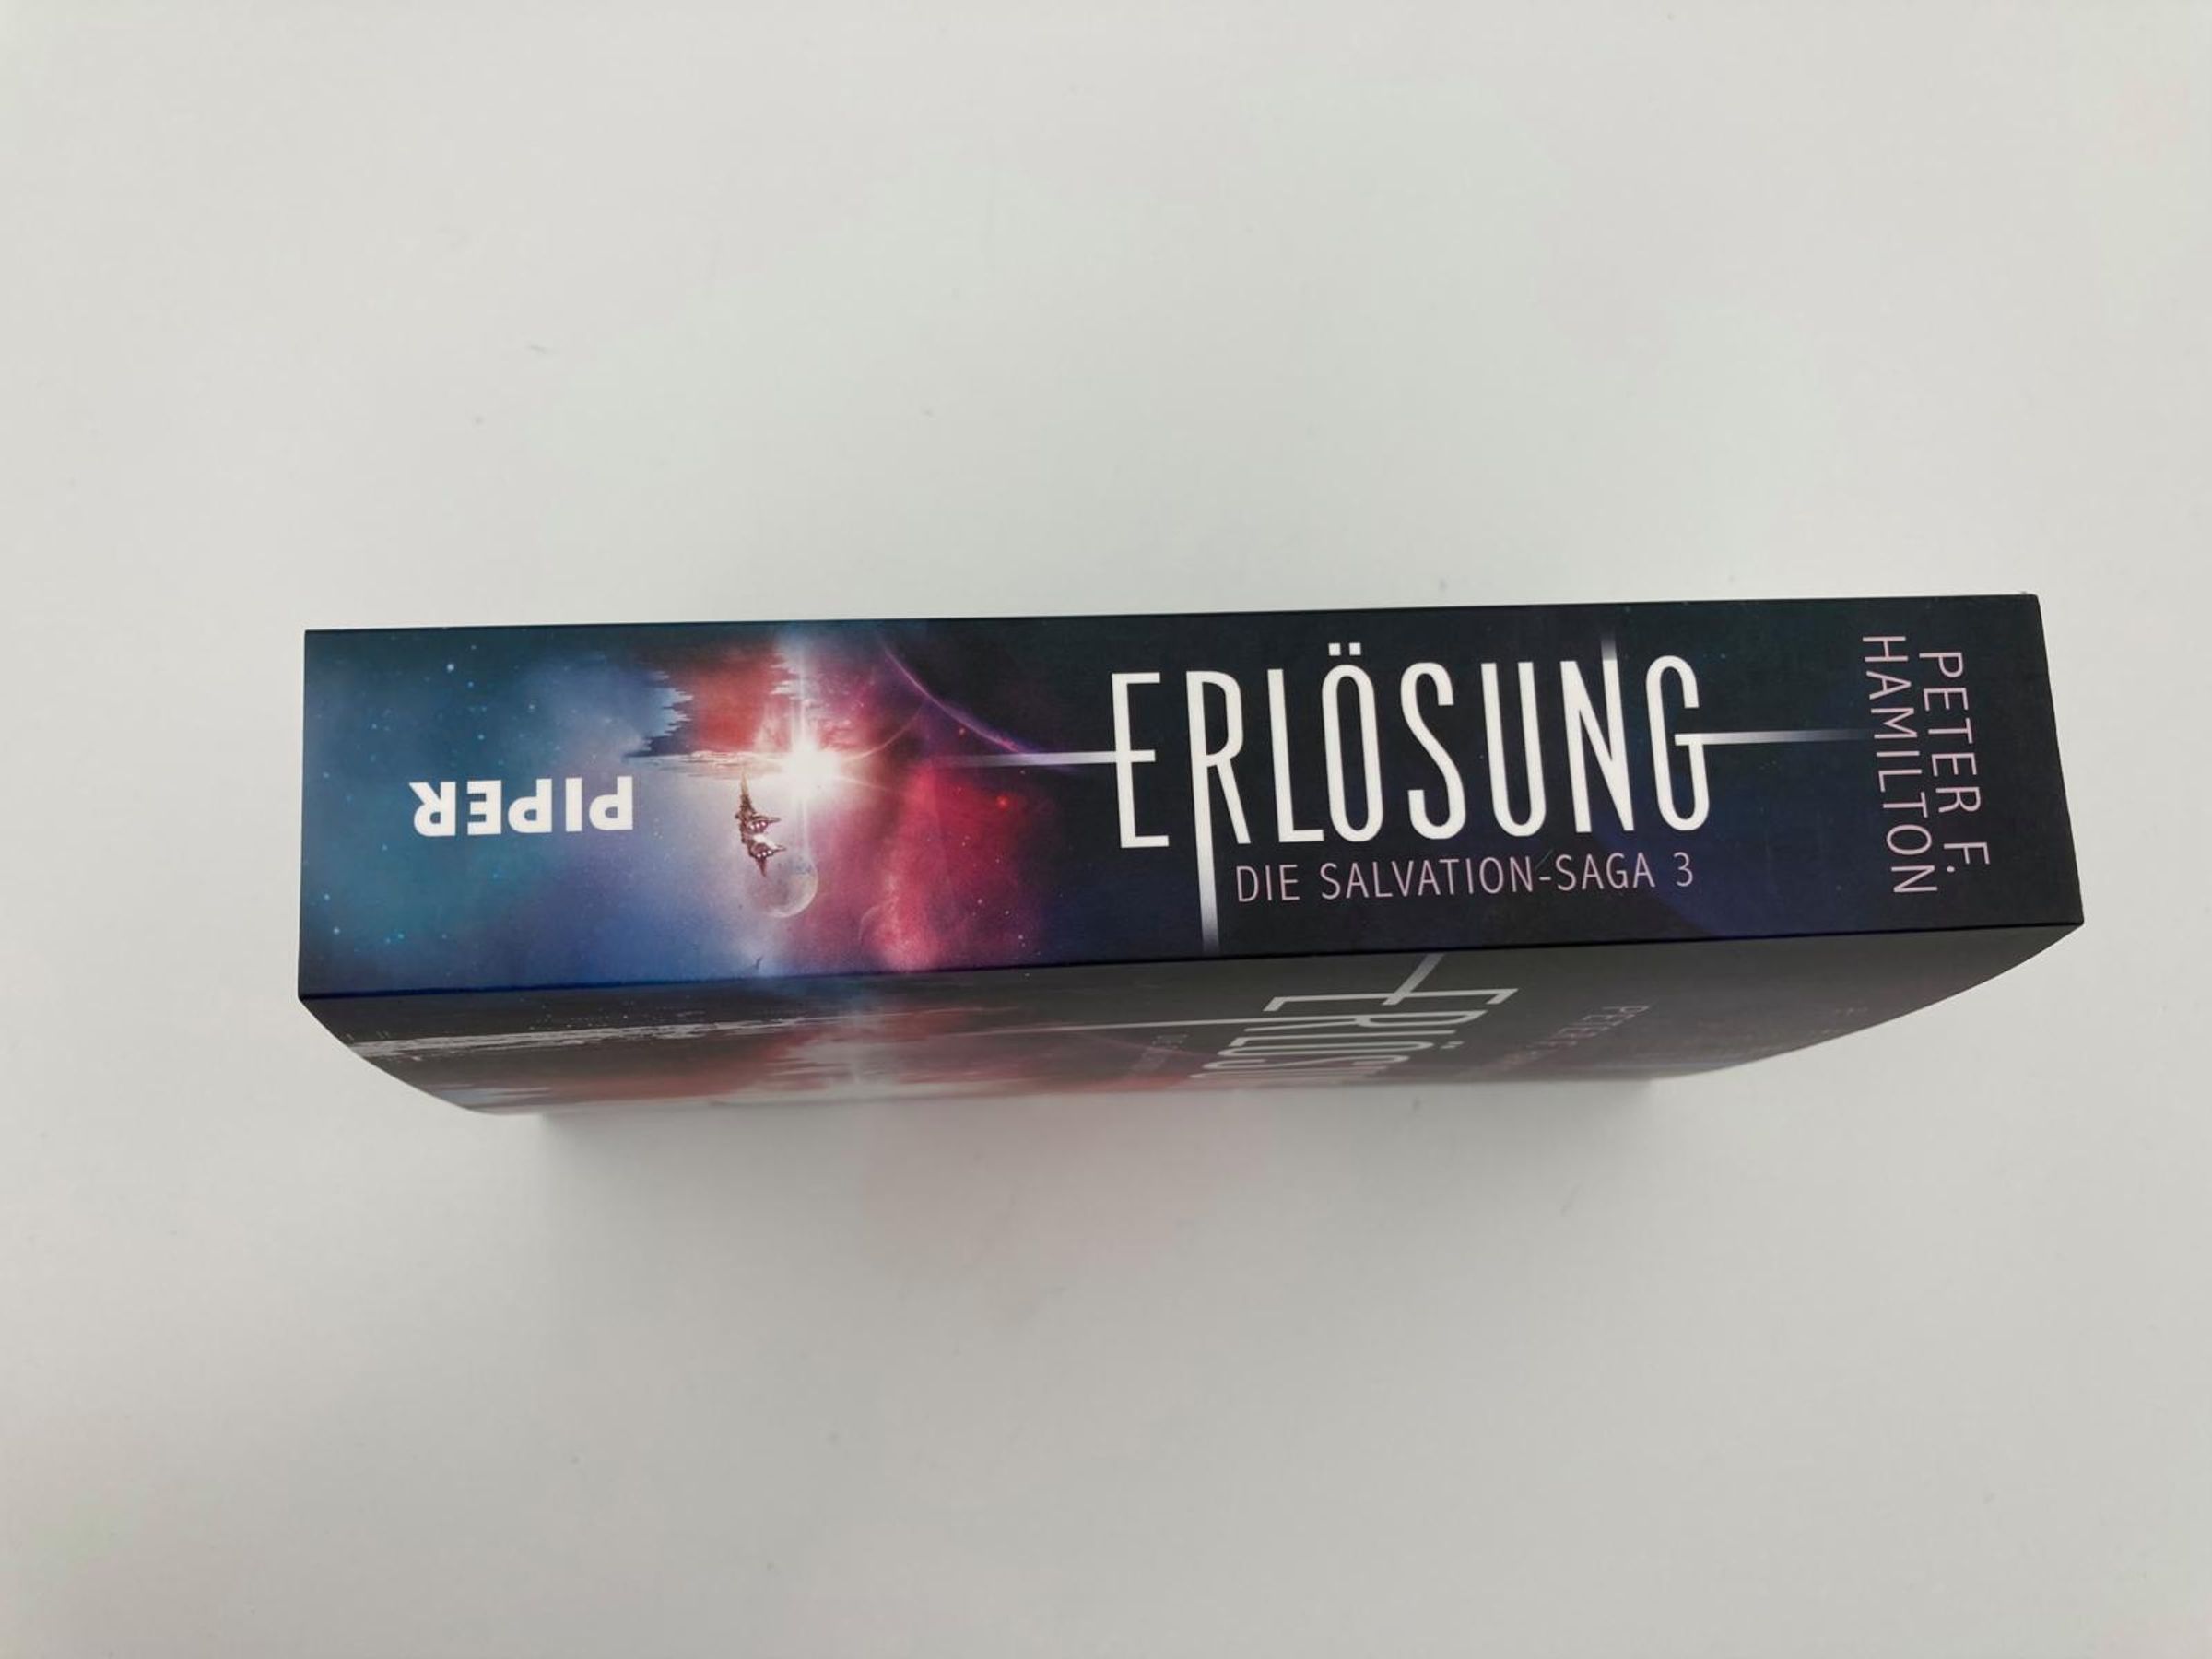 PETER F.
HAMILTON
ERLÖSUNG
DIE SALVATION-SAGA 3
PIPER